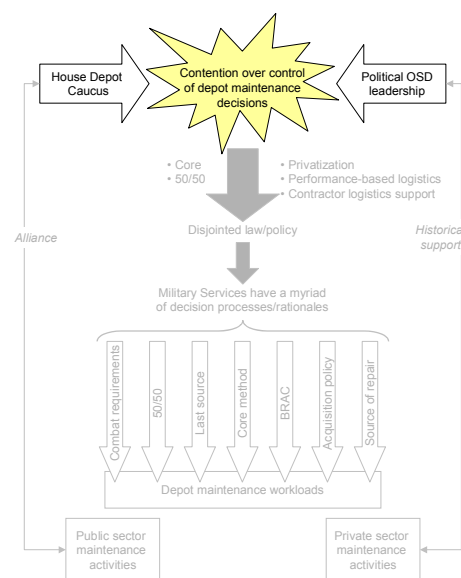 House Depot
Caucus
Contention over control
of depot maintenance
decisions
Political OSD
leadership
• Core
• 50/50
• Privatization
• Performance-based logistics
• Contractor logistics support
Alliance
Disjointed law/policy
Historical
support
Military Services have a myriad
of decision processes/rationales
Combat requirements
50/50
Last source
Core method
BRAC
Acquisition policy
Source of repair
Depot maintenance workloads
Public sector
maintenance
activities
Private sector
maintenance
activities